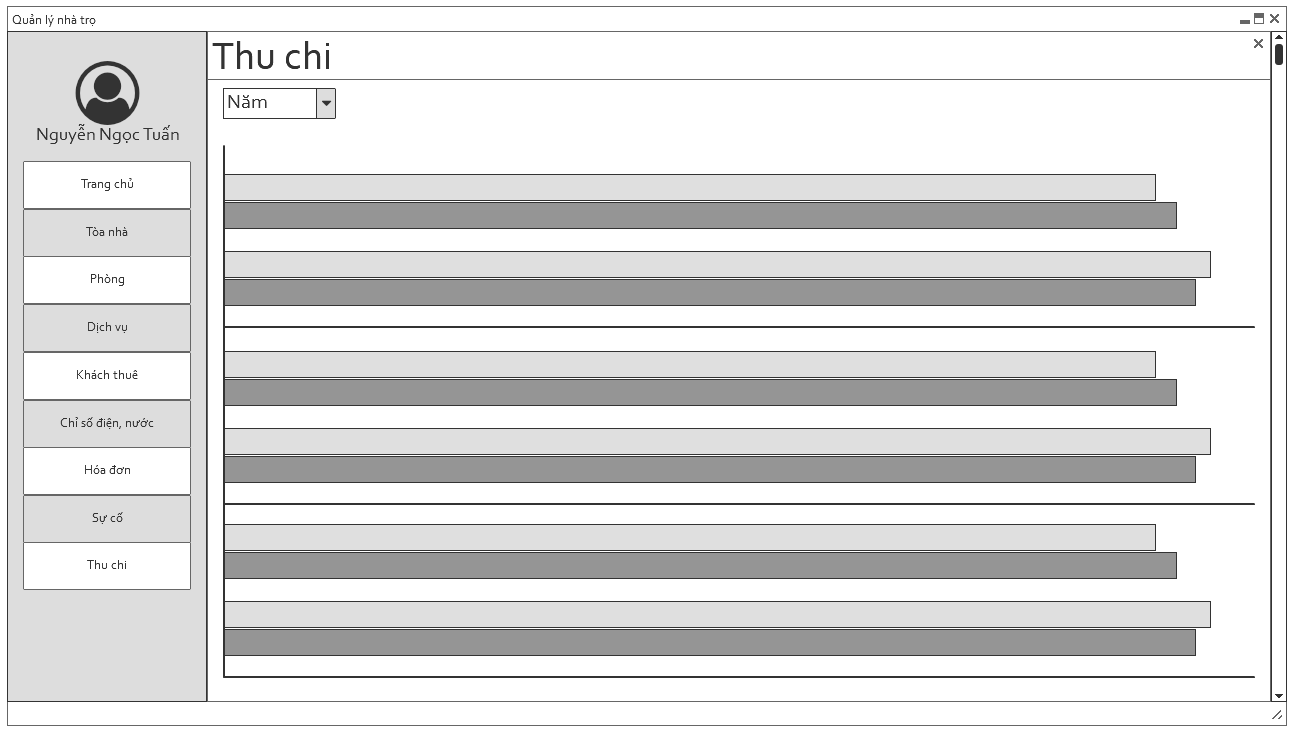 Quản lý nhà trọ
Nguyễn Ngọc Tuấn
Trang chủ
Tòa nhà
Phòng
Dịch vụ
Khách thuê
Chỉ số điện, nước
Hóa đơn
Sự cố
Thu chi
Thu chi
Năm